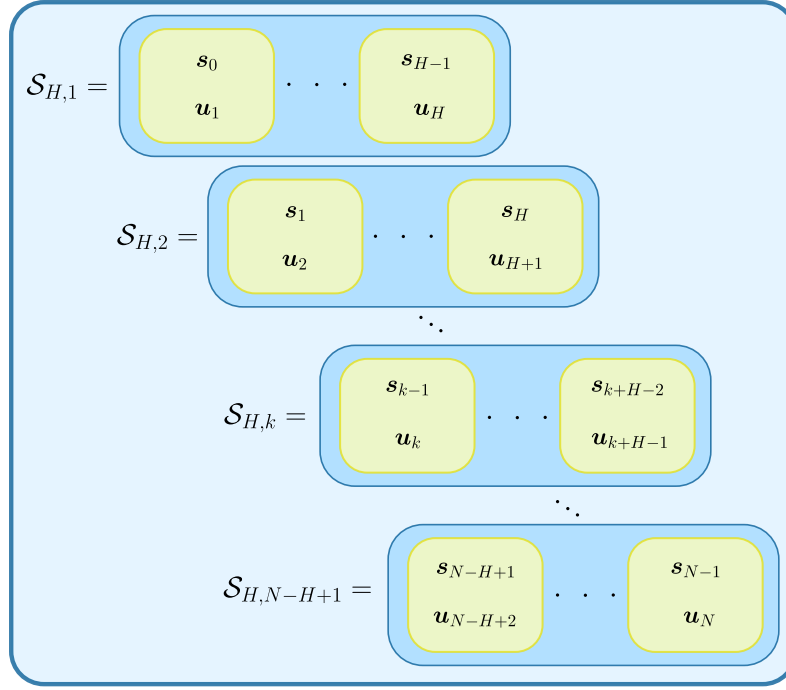 𝒮_{H,1} = s_0 · · · s_{H−1}
u_1 u_H
𝒮_{H,2} = s_1 · · · s_H
u_2 u_{H+1}
⋱
𝒮_{H,k} = s_{k−1} · · · s_{k+H−2}
u_k u_{k+H−1}
⋱
𝒮_{H,N−H+1} = s_{N−H+1} · · · s_{N−1}
u_{N−H+2} u_N